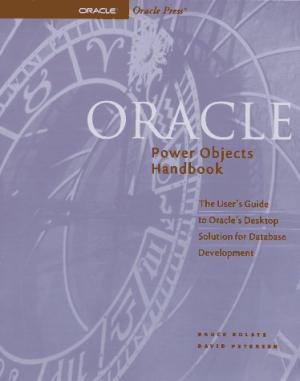 ORACLE Oracle Press
ORACLE
Power Objects
Handbook
The User's Guide
to Oracle's Desktop
Solution for Database
Development
BRUCE KOLSTE
DAVID PETERSEN